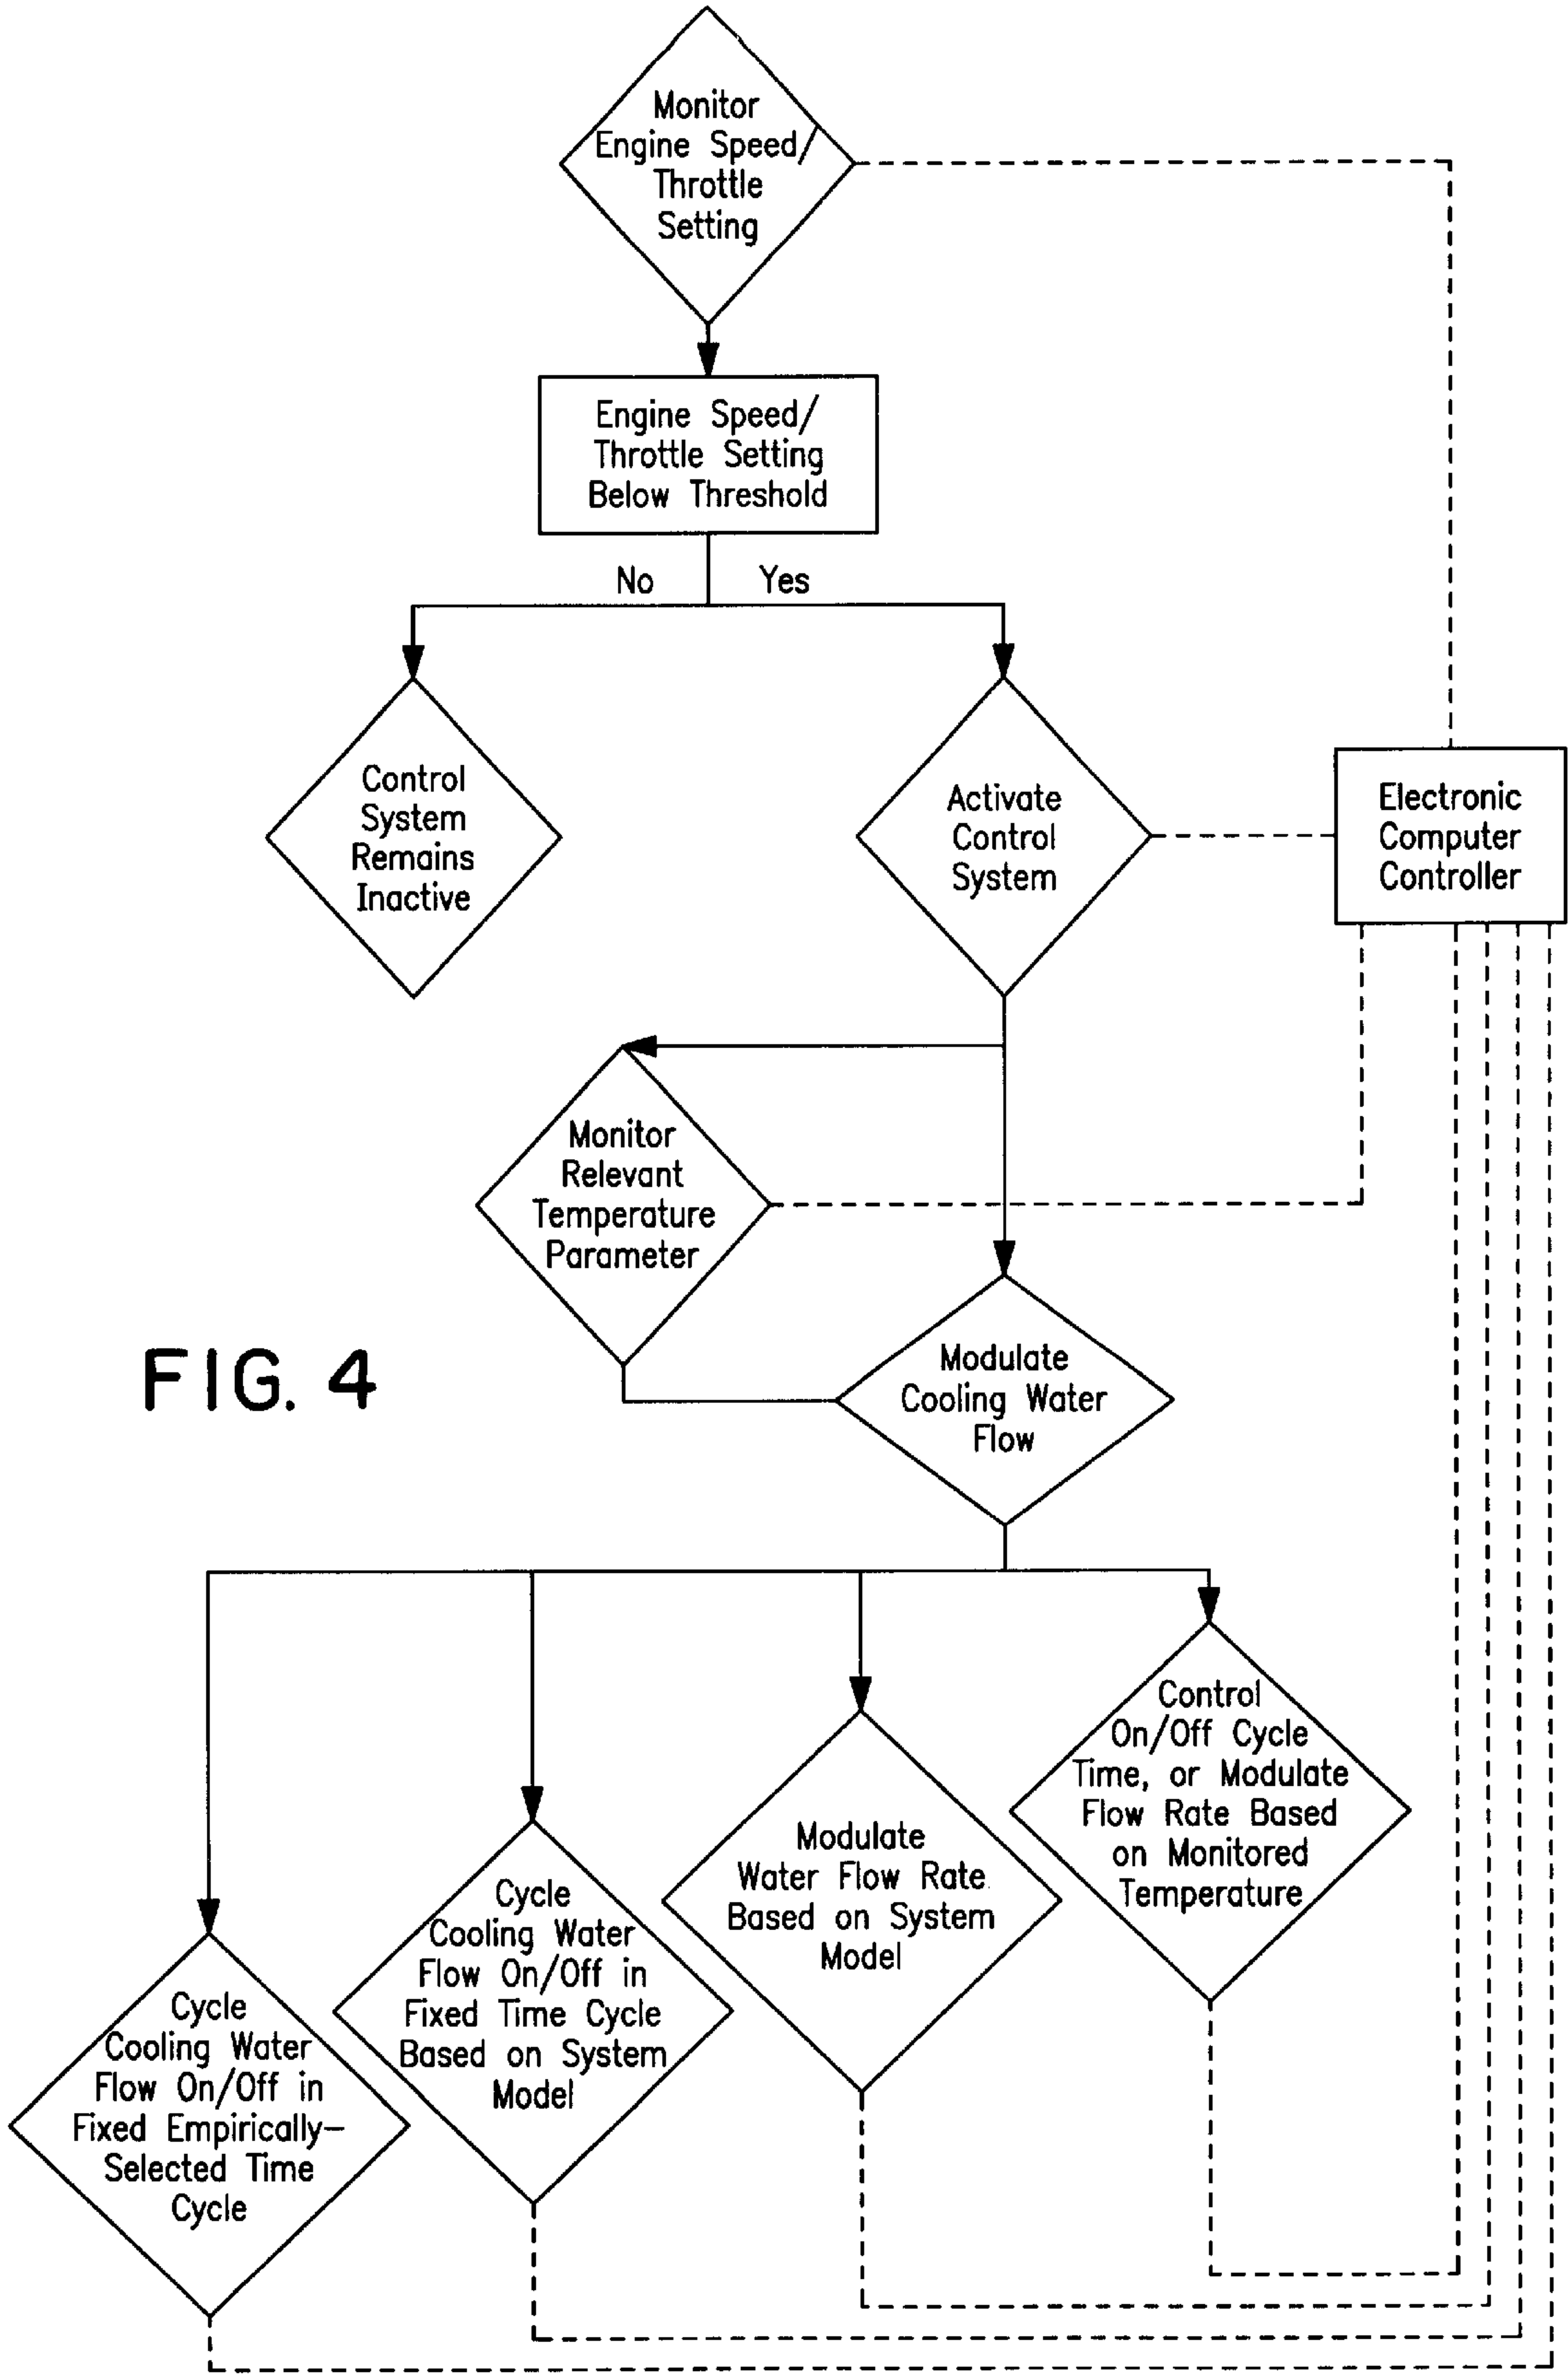 Monitor
Engine Speed/
Throttle
Setting
Engine Speed/
Throttle Setting
Below Threshold
No
Yes
Control
System
Remains
Inactive
Activate
Control
System
Electronic
Computer
Controller
Monitor
Relevant
Temperature
Parameter
FIG. 4
Modulate
Cooling Water
Flow
Cycle
Cooling Water
Flow On/Off in
Fixed Empirically-
Selected Time
Cycle
Cycle
Cooling Water
Flow On/Off in
Fixed Time Cycle
Based on System
Model
Modulate
Water Flow Rate
Based on System
Model
Control
On/Off Cycle
Time, or Modulate
Flow Rate Based
on Monitored
Temperature